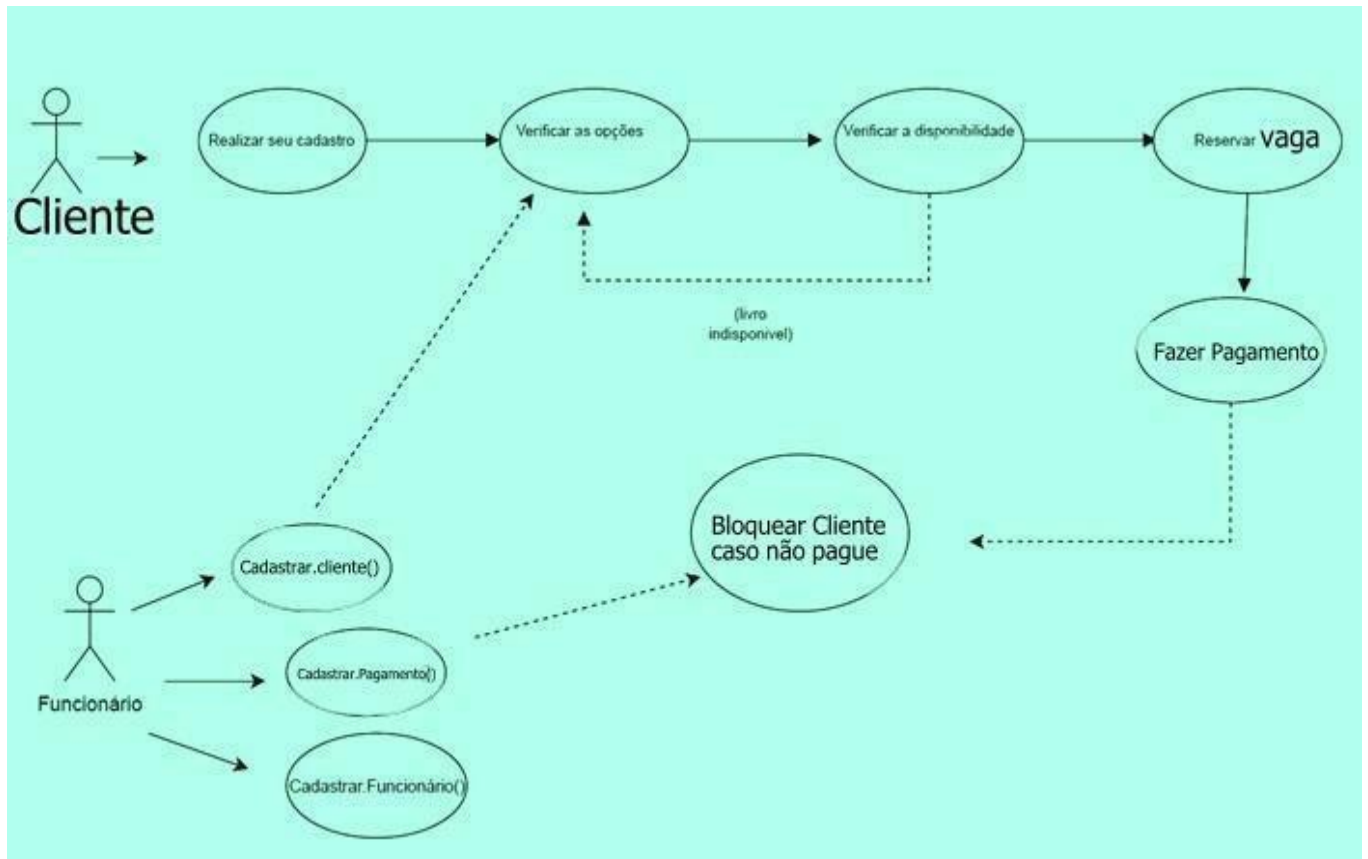 Realizar seu cadastro
Verificar as opções
Verificar a disponibilidade
Reservar vaga
Cliente
(livro
indisponivel)
Fazer Pagamento
Bloquear Cliente
caso não pague
Cadastrar.cliente()
Cadastrar.Pagamento()
Funcionário
Cadastrar.Funcionário()